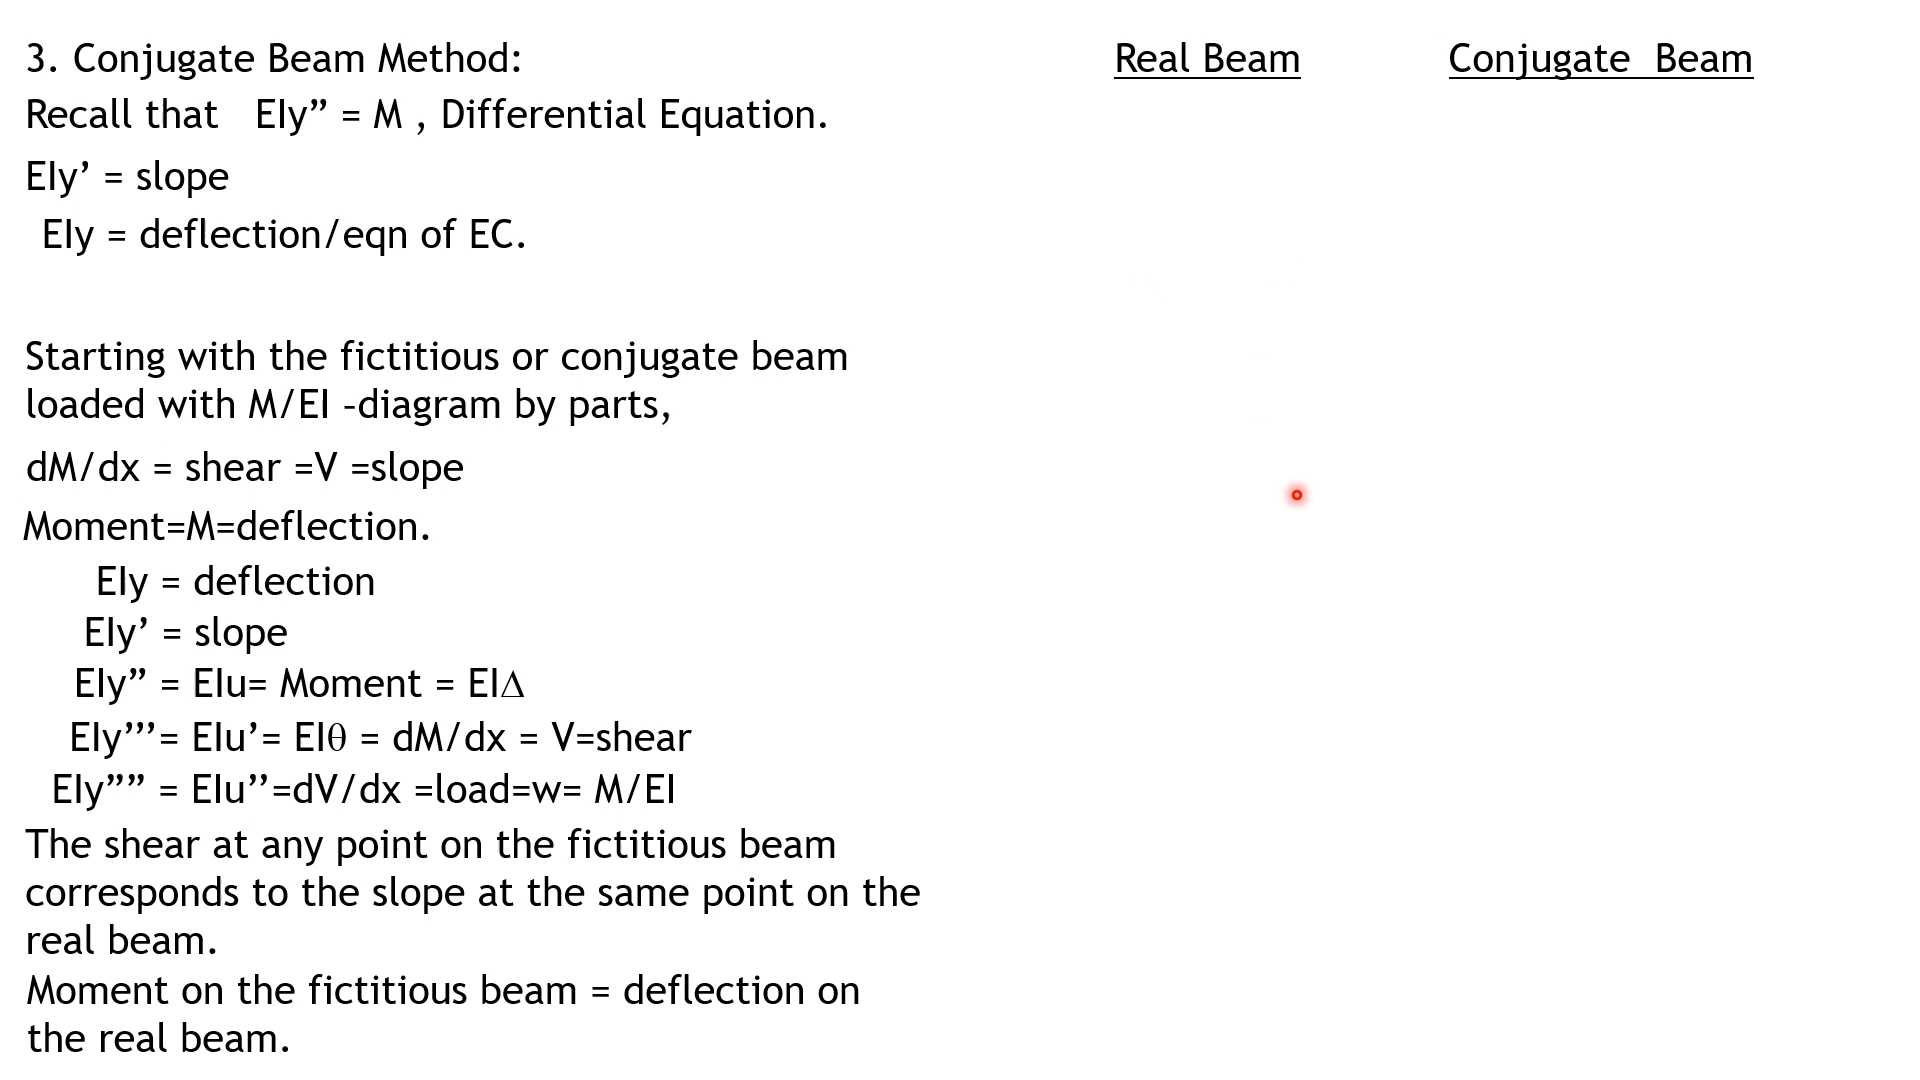 3. Conjugate Beam Method:
Recall that   EIy” = M , Differential Equation.
EIy’ = slope
EIy = deflection/eqn of EC.
Starting with the fictitious or conjugate beam
loaded with M/EI –diagram by parts,
dM/dx = shear =V =slope
Moment=M=deflection.
EIy = deflection
EIy’ = slope
EIy” = EIu= Moment = EIΔ
EIy’’’= EIu’= EIθ = dM/dx = V=shear
EIy”” = EIu’’=dV/dx =load=w= M/EI
The shear at any point on the fictitious beam
corresponds to the slope at the same point on the
real beam.
Moment on the fictitious beam = deflection on
the real beam.
Real Beam
Conjugate  Beam